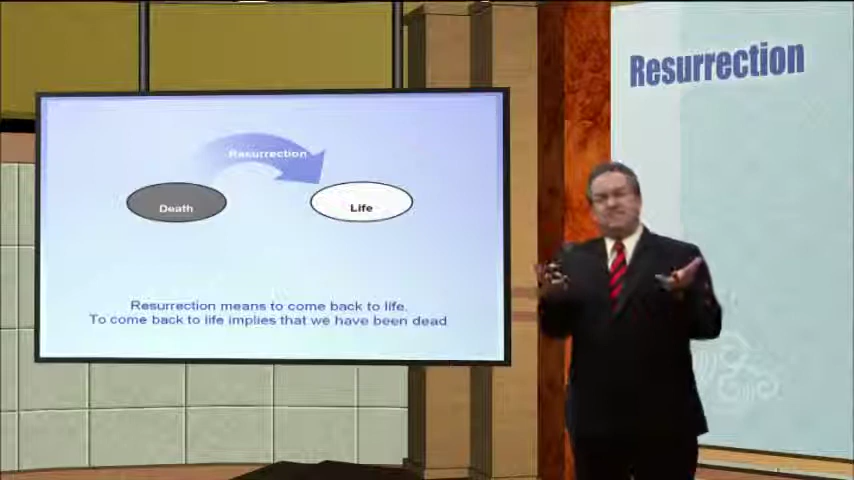 Resurrection
Resurrection
Death
Life
Resurrection means to come back to life.
To come back to life implies that we have been dead